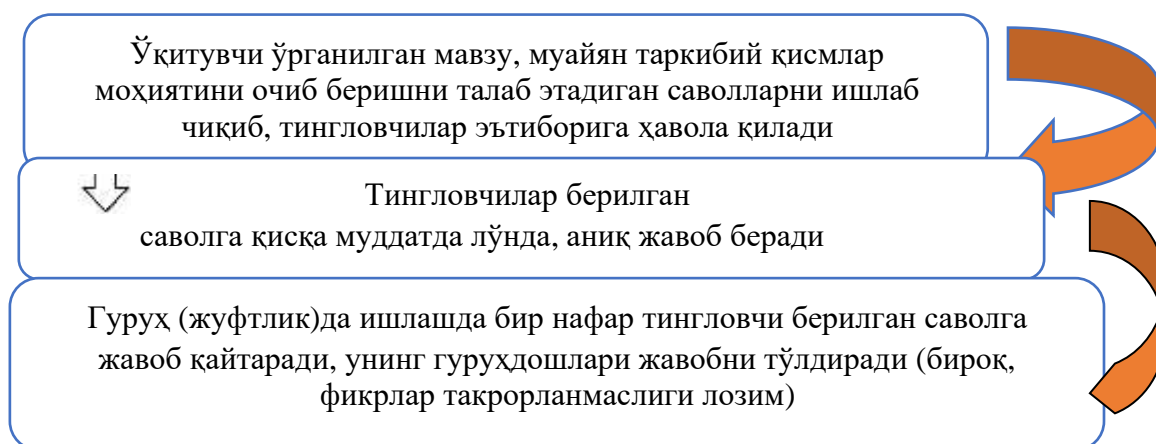 Ўқитувчи ўрганилган мавзу, муайян таркибий қисмлар
моҳиятини очиб беришни талаб этадиган саволларни ишлаб
чиқиб, тингловчилар эътиборига ҳавола қилади
Тингловчилар берилган
саволга қисқа муддатда лўнда, аниқ жавоб беради
Гуруҳ (жуфтлик)да ишлашда бир нафар тингловчи берилган саволга
жавоб қайтаради, унинг гуруҳдошлари жавобни тўлдиради (бироқ,
фикрлар такрорланмаслиги лозим)